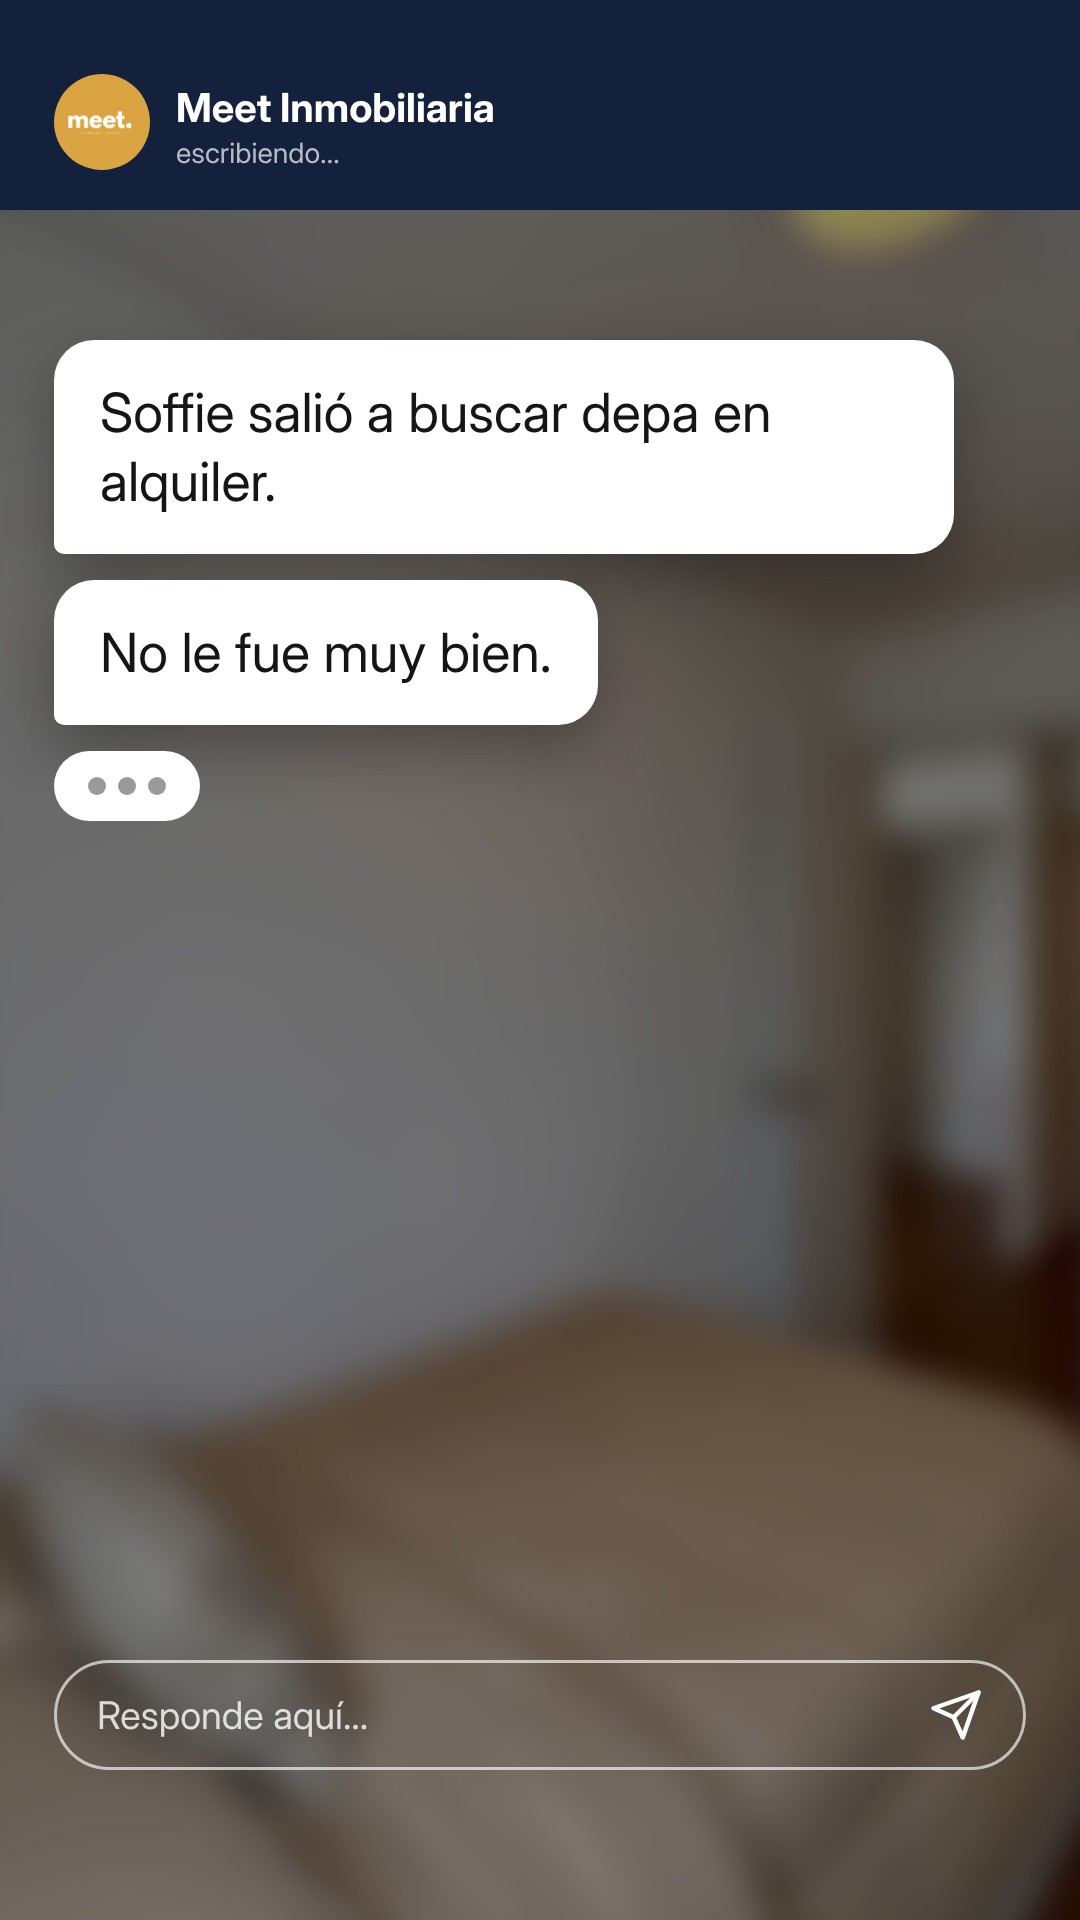 meet.
Meet Inmobiliaria
escribiendo...
Soffie salió a buscar depa en
alquiler.
No le fue muy bien.
Responde aquí...